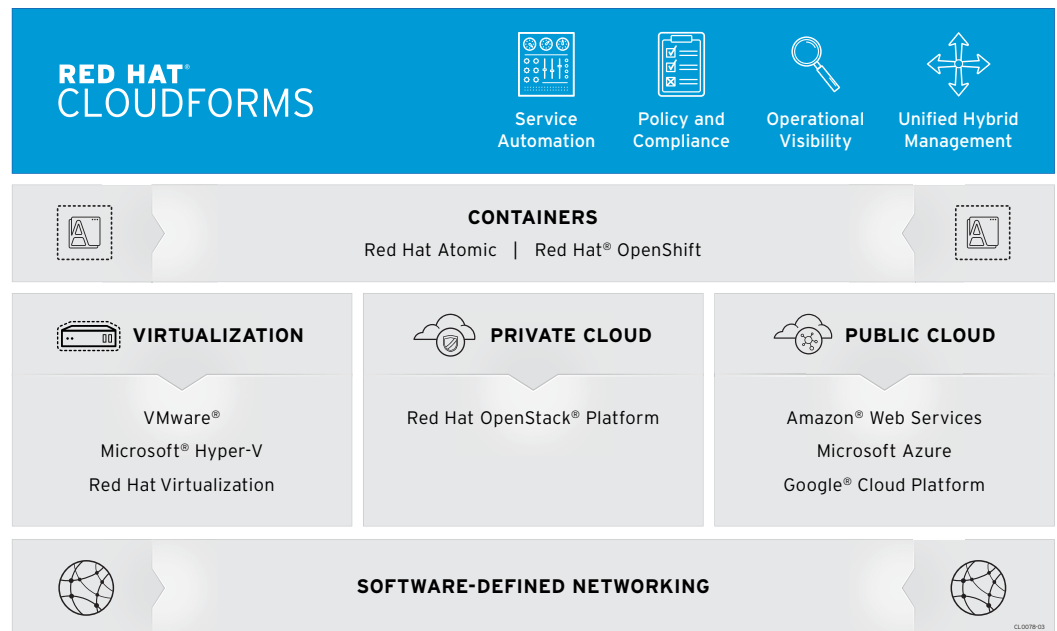 RED HAT®
CLOUDFORMS
Service
Automation
Policy and
Compliance
Operational
Visibility
Unified Hybrid
Management
CONTAINERS
Red Hat Atomic | Red Hat® OpenShift
VIRTUALIZATION
VMware®
Microsoft® Hyper-V
Red Hat Virtualization
PRIVATE CLOUD
Red Hat OpenStack® Platform
PUBLIC CLOUD
Amazon® Web Services
Microsoft Azure
Google® Cloud Platform
SOFTWARE-DEFINED NETWORKING
CL0078-03